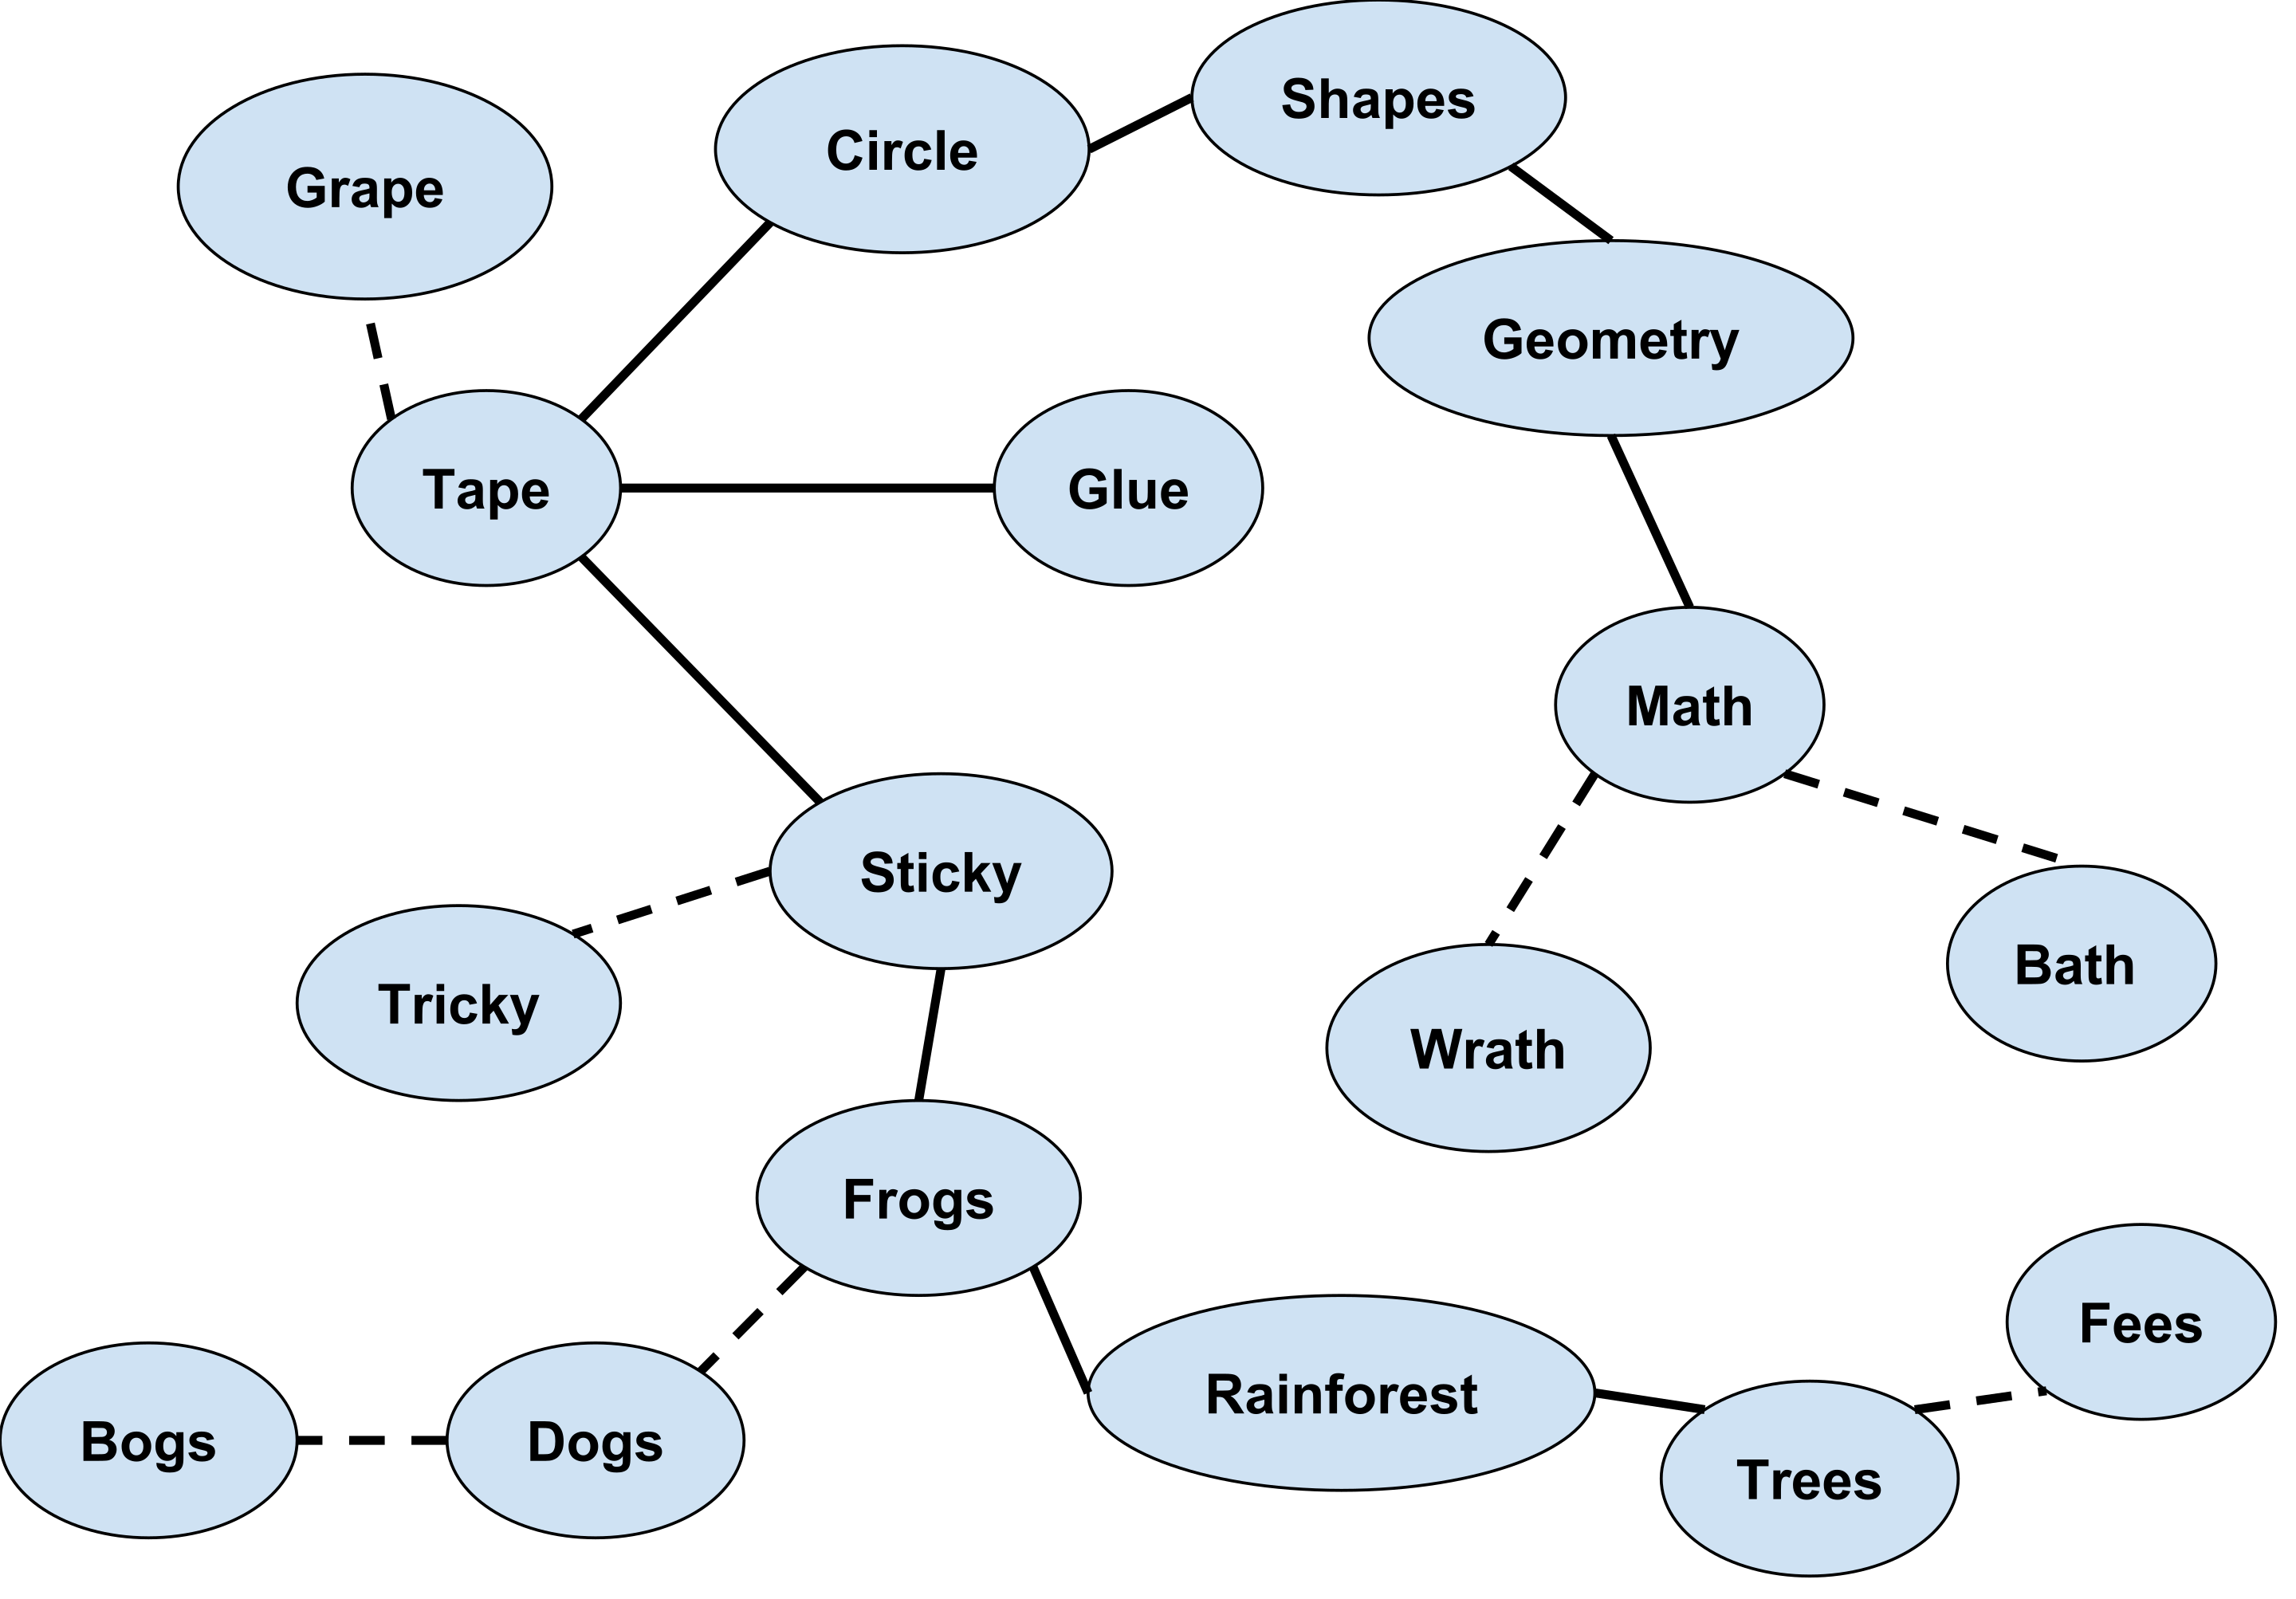 Shapes
Circle
Grape
Geometry
Tape
Glue
Math
Sticky
Bath
Tricky
Wrath
Frogs
Fees
Rainforest
Bogs
Dogs
Trees